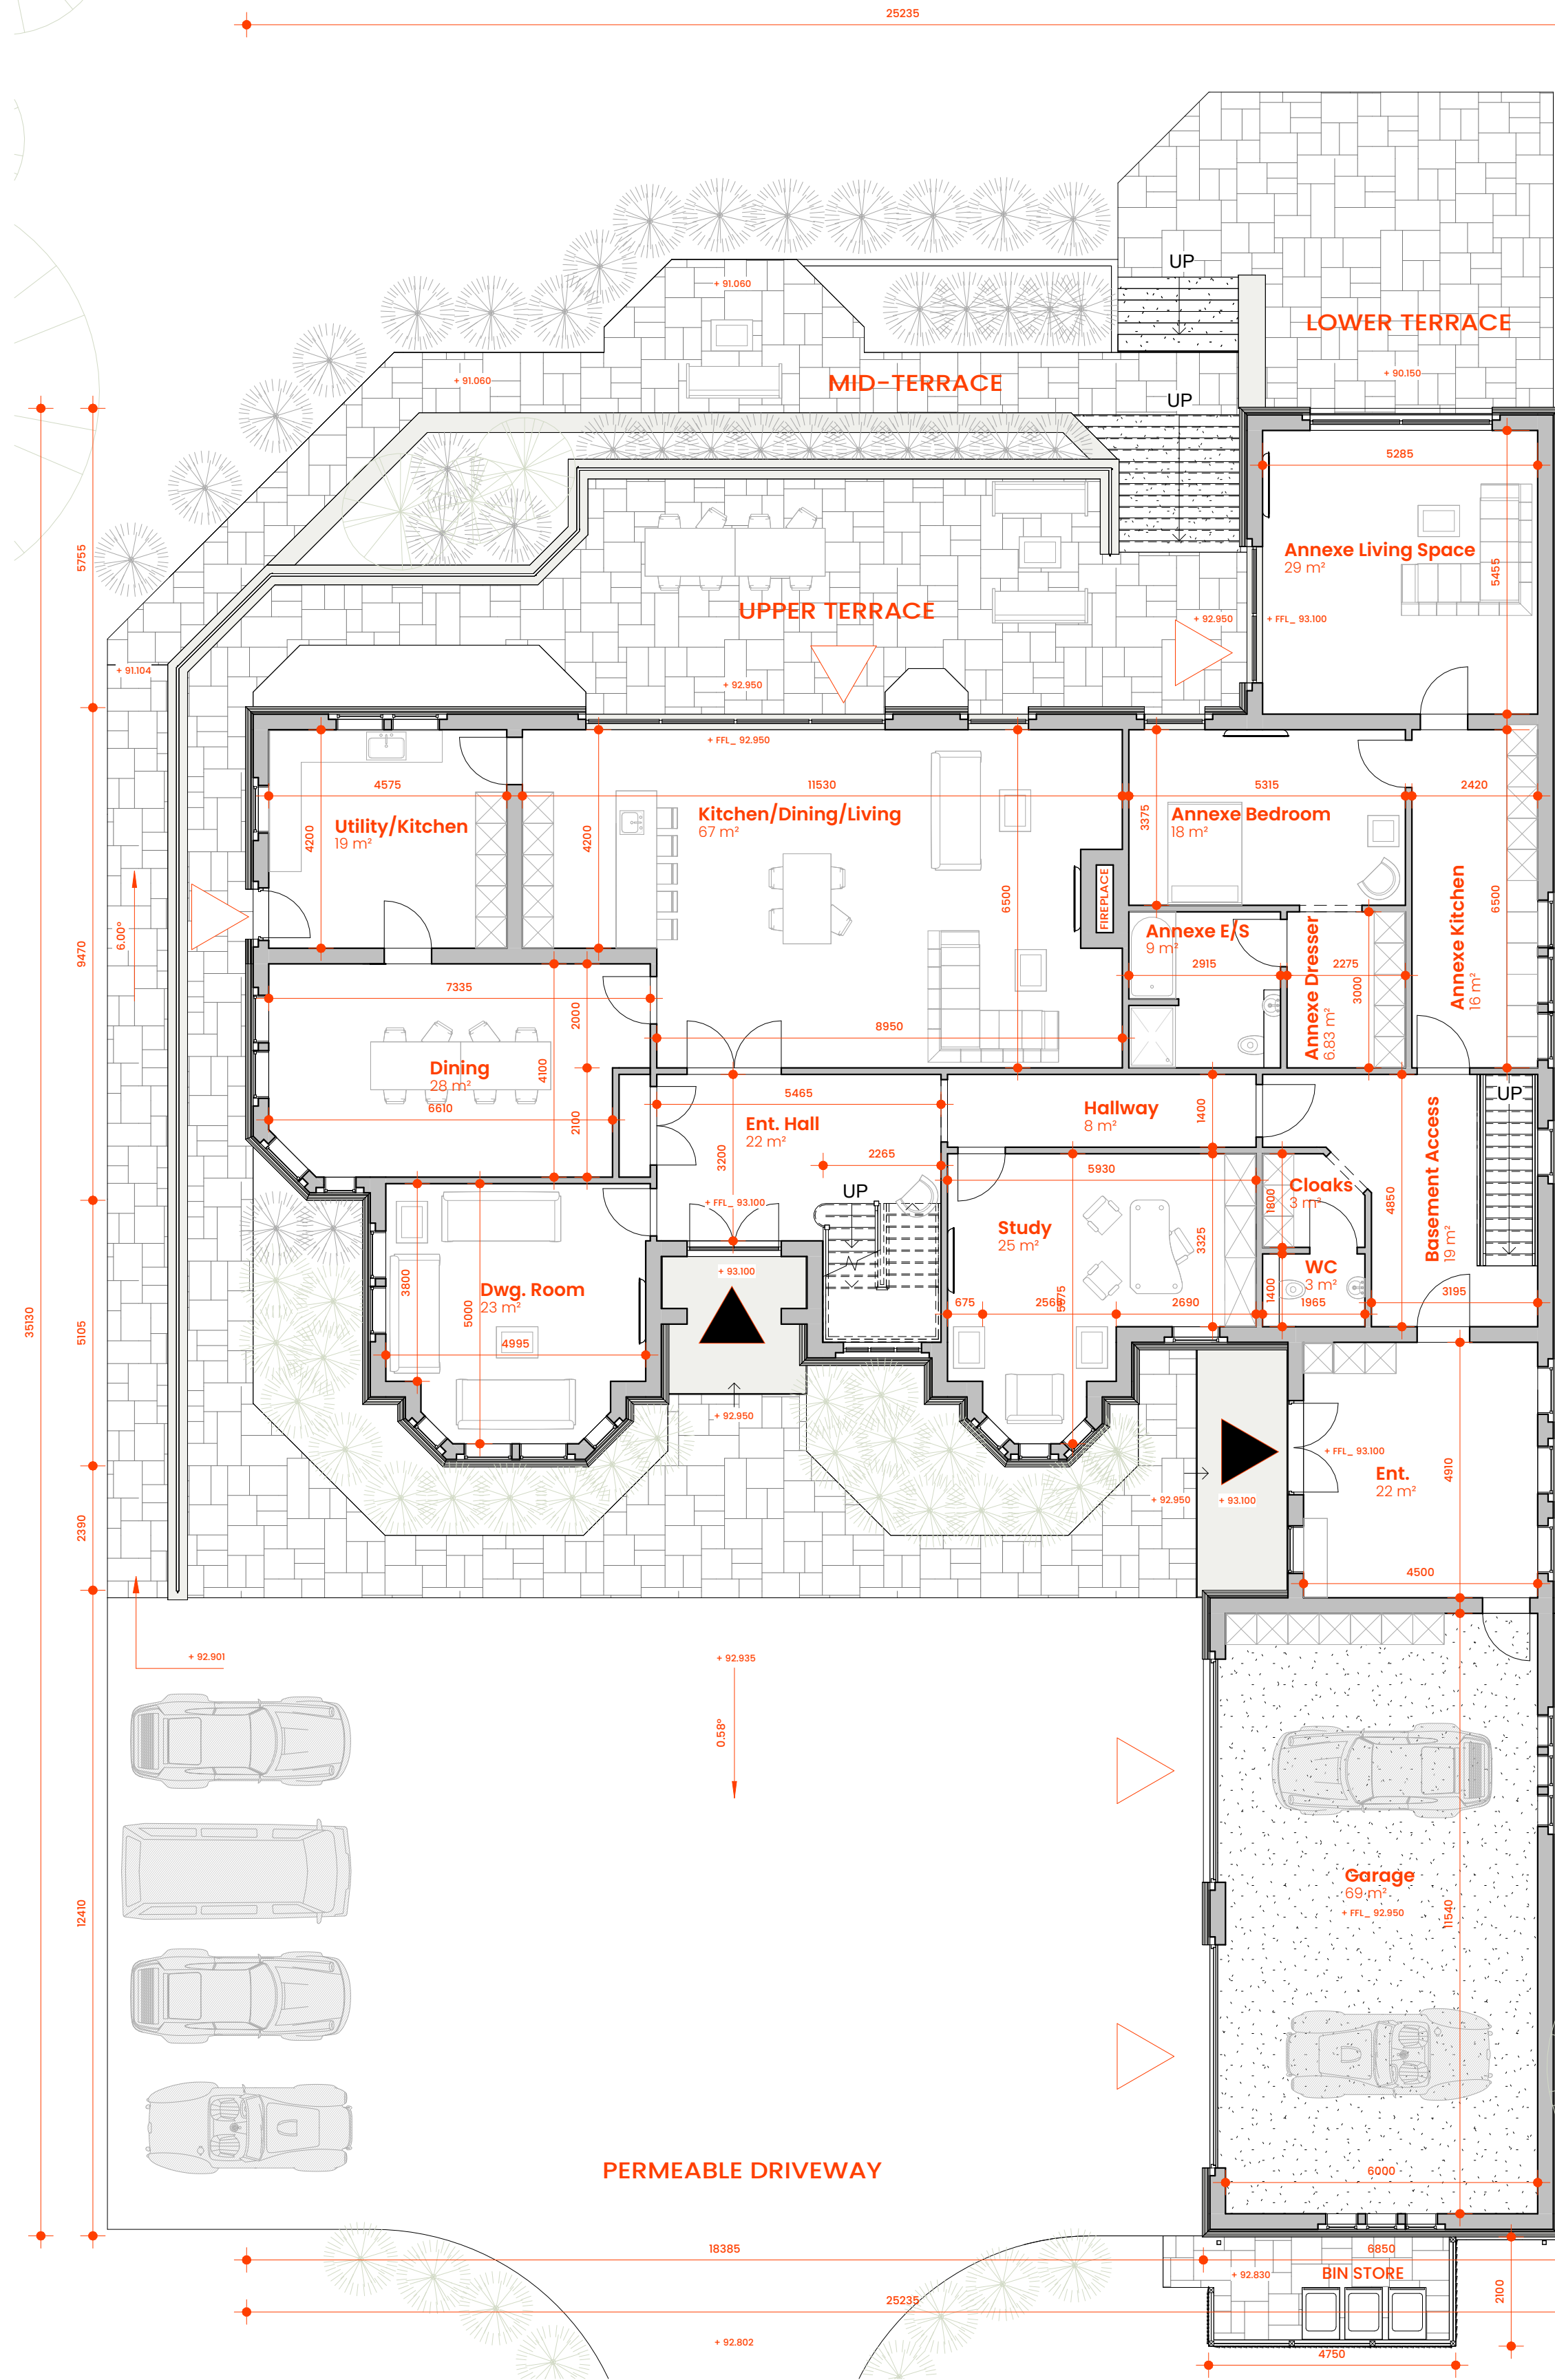 25235
UP
+ 91.060
LOWER TERRACE
+ 90.150
MID-TERRACE
+ 91.060
UP
5285
Annexe Living Space
29 m²
5455
5755
UPPER TERRACE
+ 92.950
+ FFL_ 93.100
+ 91.104
+ 92.950
+ FFL_ 92.950
4575
11530
5315
2420
Utility/Kitchen
19 m²
4200
4200
Kitchen/Dining/Living
67 m²
3375
Annexe Bedroom
18 m²
6500
FIREPLACE
6500
Annexe Kitchen
16 m²
9470
6.00°
Annexe E/S
9 m²
2915
Annexe Dresser
6.83 m²
2275
3000
7335
2000
8950
Dining
28 m²
4100
6610
2100
5465
Ent. Hall
22 m²
3200
2265
Hallway
8 m²
1400
UP
Basement Access
19 m²
5930
Cloaks
3 m²
1800
4850
UP
+ FFL_ 93.100
Study
25 m²
3325
+ 93.100
Dwg. Room
23 m²
3800
5000
4995
675
2560
5975
2690
WC
3 m²
1400
1965
3195
35130
5105
+ 92.950
+ FFL_ 93.100
Ent.
22 m²
4910
+ 92.950
+ 93.100
2390
4500
+ 92.901
+ 92.935
0.58°
Garage
69 m²
+ FFL_ 92.950
11540
12410
PERMEABLE DRIVEWAY
6000
18385
6850
+ 92.830
BIN STORE
2100
25235
+ 92.802
4750